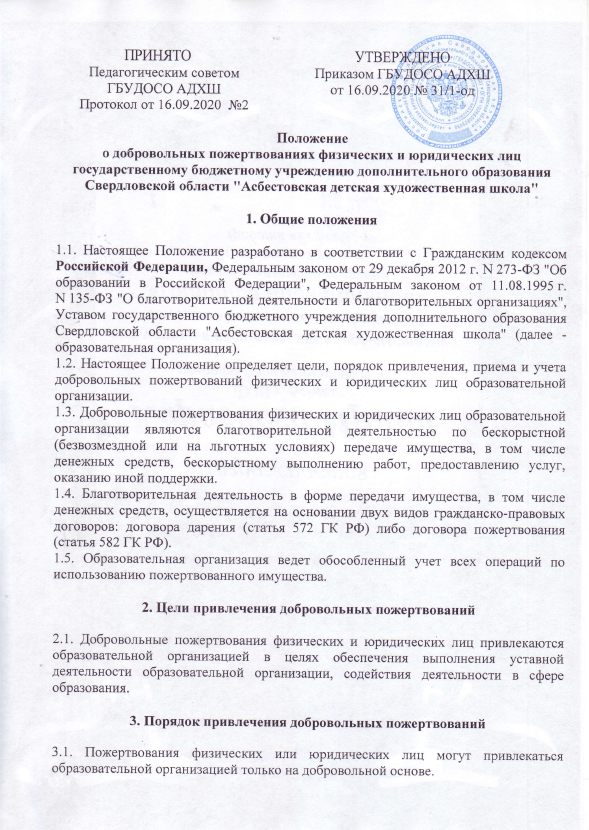 ПРИНЯТО
Педагогическим советом
ГБУДОСО АДХШ
Протокол от 16.09.2020 №2
УТВЕРЖДЕНО
Приказом ГБУДОСО АДХШ
от 16.09.2020 № 31/1-од
Положение
о добровольных пожертвованиях физических и юридических лиц
государственному бюджетному учреждению дополнительного образования
Свердловской области "Асбестовская детская художественная школа"
1. Общие положения
1.1. Настоящее Положение разработано в соответствии с Гражданским кодексом
Российской Федерации, Федеральным законом от 29 декабря 2012 г. N 273-ФЗ "Об
образовании в Российской Федерации", Федеральным законом от 11.08.1995 г.
N 135-ФЗ "О благотворительной деятельности и благотворительных организациях",
Уставом государственного бюджетного учреждения дополнительного образования
Свердловской области "Асбестовская детская художественная школа" (далее -
образовательная организация).
1.2. Настоящее Положение определяет цели, порядок привлечения, приема и учета
добровольных пожертвований физических и юридических лиц образовательной
организации.
1.3. Добровольные пожертвования физических и юридических лиц образовательной
организации являются благотворительной деятельностью по бескорыстной
(безвозмездной или на льготных условиях) передаче имущества, в том числе
денежных средств, бескорыстному выполнению работ, предоставлению услуг,
оказанию иной поддержки.
1.4. Благотворительная деятельность в форме передачи имущества, в том числе
денежных средств, осуществляется на основании двух видов гражданско-правовых
договоров: договора дарения (статья 572 ГК РФ) либо договора пожертвования
(статья 582 ГК РФ).
1.5. Образовательная организация ведет обособленный учет всех операций по
использованию пожертвованного имущества.
2. Цели привлечения добровольных пожертвований
2.1. Добровольные пожертвования физических и юридических лиц привлекаются
образовательной организацией в целях обеспечения выполнения уставной
деятельности образовательной организации, содействия деятельности в сфере
образования.
3. Порядок привлечения добровольных пожертвований
3.1. Пожертвования физических или юридических лиц могут привлекаться
образовательной организацией только на добровольной основе.